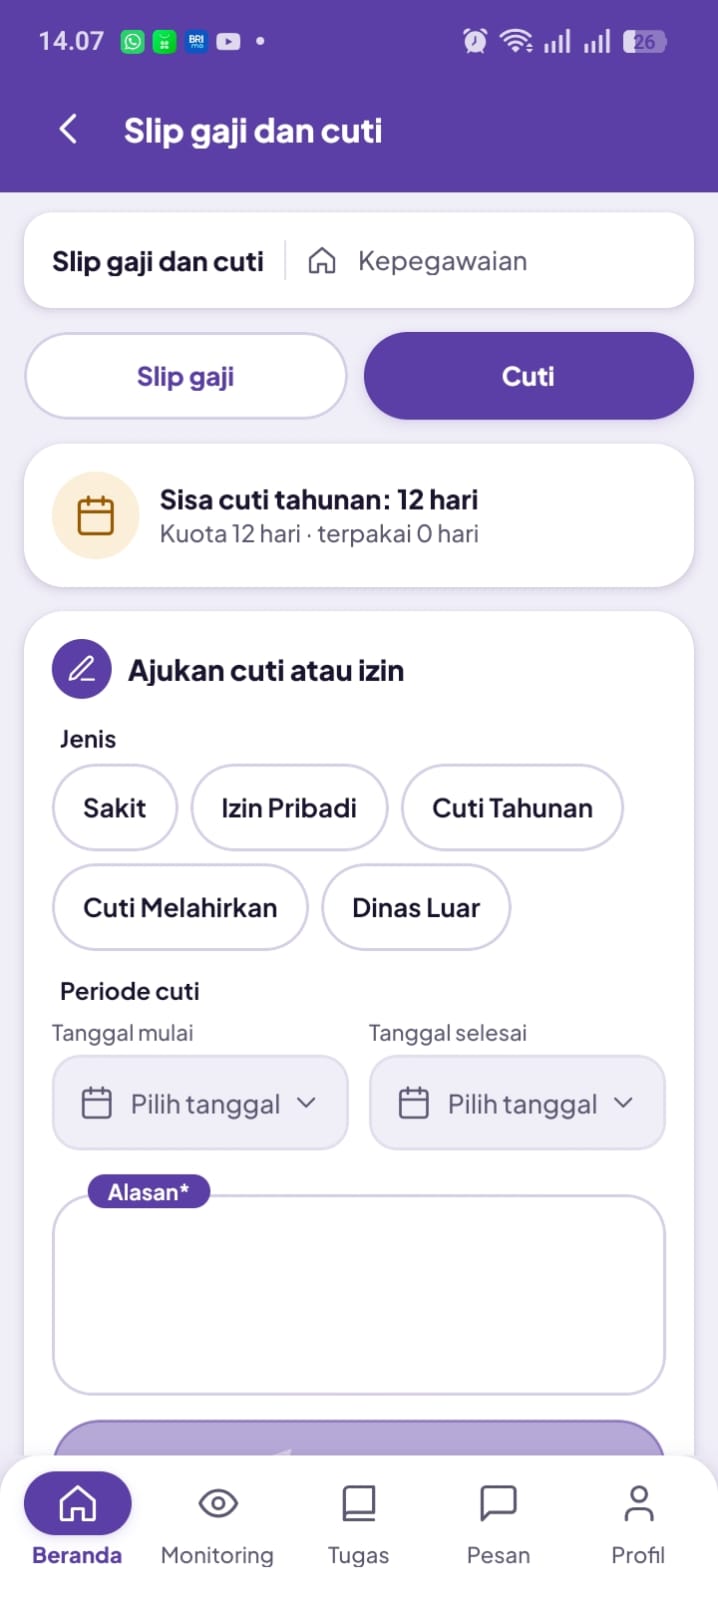 14.07
BRI
mo
26
Slip gaji dan cuti
Slip gaji dan cuti
Kepegawaian
Slip gaji
Cuti
Sisa cuti tahunan: 12 hari
Kuota 12 hari · terpakai 0 hari
Ajukan cuti atau izin
Jenis
Sakit
Izin Pribadi
Cuti Tahunan
Cuti Melahirkan
Dinas Luar
Periode cuti
Tanggal mulai
Tanggal selesai
Pilih tanggal
Pilih tanggal
Alasan*
Beranda
Monitoring
Tugas
Pesan
Profil